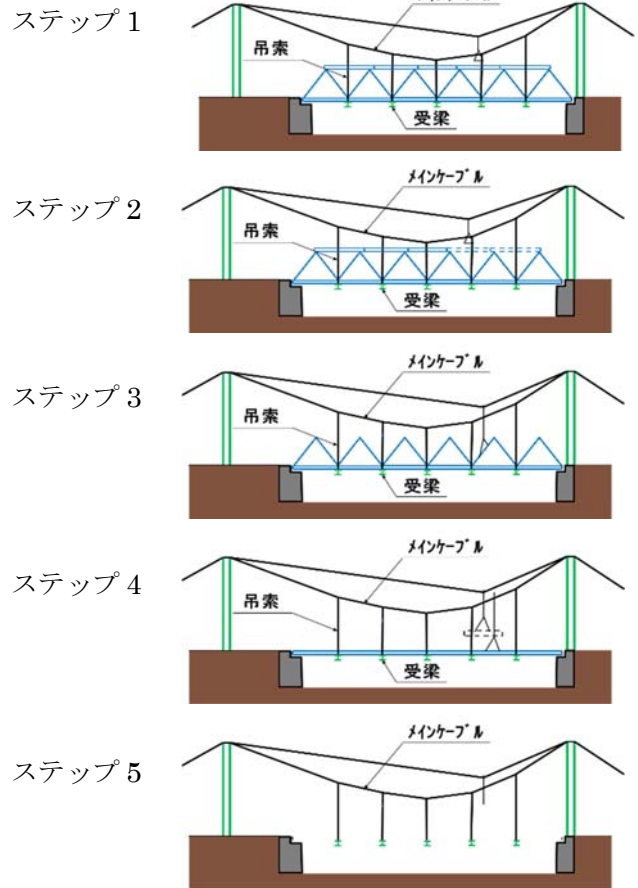 ステップ 1
吊索
受梁
ステップ 2
メインケーブル
吊索
受梁
ステップ 3
メインケーブル
吊索
受梁
ステップ 4
メインケーブル
吊索
受梁
ステップ 5
メインケーブル